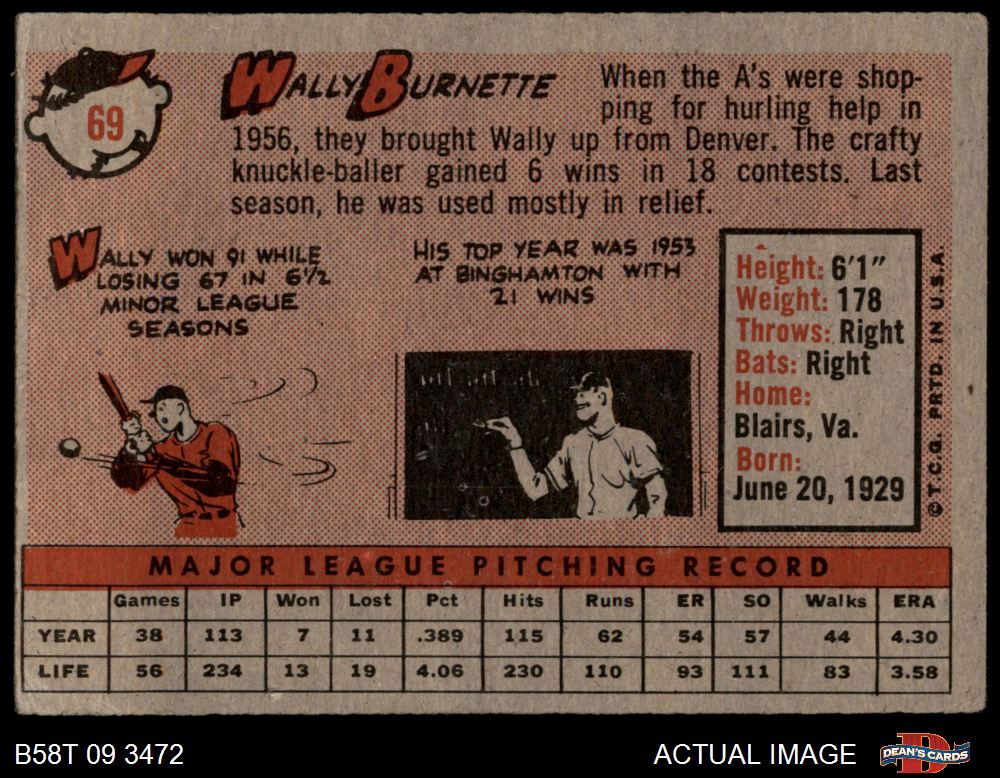 69
WALLY BURNETTE
When the A's were shop-
ping for hurling help in
1956, they brought Wally up from Denver. The crafty
knuckle-baller gained 6 wins in 18 contests. Last
season, he was used mostly in relief.
WALLY WON 91 WHILE
LOSING 67 IN 6½
MINOR LEAGUE
SEASONS
HIS TOP YEAR WAS 1953
AT BINGHAMTON WITH
21 WINS
Height: 6'1"
Weight: 178
Throws: Right
Bats: Right
Home:
Blairs, Va.
Born:
June 20, 1929
© T.C.G. PRTD. IN U.S.A.
MAJOR LEAGUE PITCHING RECORD
Games IP Won Lost Pct Hits Runs ER SO Walks ERA
YEAR 38 113 7 11 .389 115 62 54 57 44 4.30
LIFE 56 234 13 19 4.06 230 110 93 111 83 3.58
B58T 09 3472
ACTUAL IMAGE
D
DEAN'S CARDS